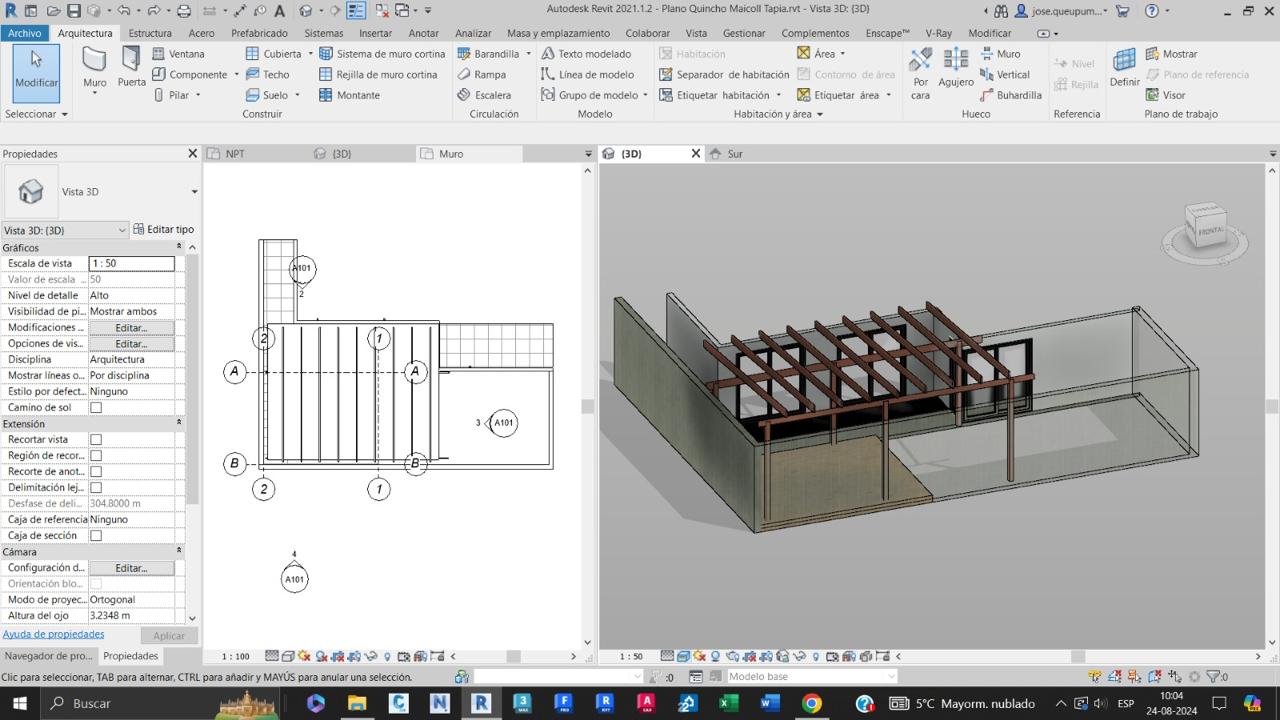 Autodesk Revit 2021.1.2 - Plano Quincho Maicoll Tapia.rvt - Vista 3D: {3D}
jose.queupum...
Archivo Arquitectura Estructura Acero Prefabricado Sistemas Insertar Anotar Analizar Masa y emplazamiento Colaborar Vista Gestionar Complementos Enscape™ V-Ray Modificar
Modificar
Muro
Puerta
Ventana
Componente
Pilar
Cubierta
Techo
Suelo
Sistema de muro cortina
Rejilla de muro cortina
Montante
Barandilla
Rampa
Escalera
Texto modelado
Línea de modelo
Grupo de modelo
Habitación
Separador de habitación
Etiquetar habitación
Área
Contorno de área
Etiquetar área
Por cara
Agujero
Muro
Vertical
Buhardilla
Nivel
Rejilla
Definir
Mostrar
Plano de referencia
Visor
Seleccionar Construir Circulación Modelo Habitación y área Hueco Referencia Plano de trabajo
Propiedades
Vista 3D
Vista 3D: {3D} Editar tipo
Gráficos
Escala de vista 1 : 50
Valor de escala 50
Nivel de detalle Alto
Visibilidad de pi... Mostrar ambos
Modificaciones ... Editar...
Opciones de vis... Editar...
Disciplina Arquitectura
Mostrar líneas o... Por disciplina
Estilo por defect... Ninguno
Camino de sol
Extensión
Recortar vista
Región de recor...
Recorte de anot...
Delimitación lej...
Desfase de deli... 304.8000 m
Caja de referencia Ninguno
Caja de sección
Cámara
Configuración d... Editar...
Orientación blo...
Modo de proyec... Ortogonal
Altura del ojo 3.2348 m
Ayuda de propiedades Aplicar
Navegador de pro... Propiedades
NPT {3D} Muro
A101
2
2 1
A A
3 A101
B B
2 1
4
A101
1 : 100
{3D} Sur
FRONTAL
1 : 50
Clic para seleccionar, TAB para alternar, CTRL para añadir y MAYÚS para anular una selección.
:0
Modelo base
:0
Buscar
5°C Mayorm. nublado
ESP
10:04
24-08-2024